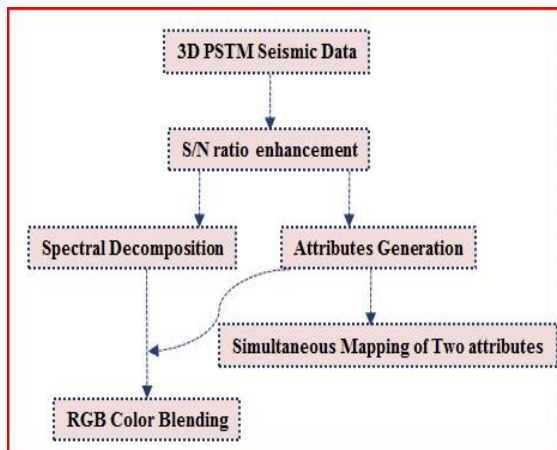 3D PSTM Seismic Data
S/N ratio enhancement
Spectral Decomposition
Attributes Generation
Simultaneous Mapping of Two attributes
RGB Color Blending